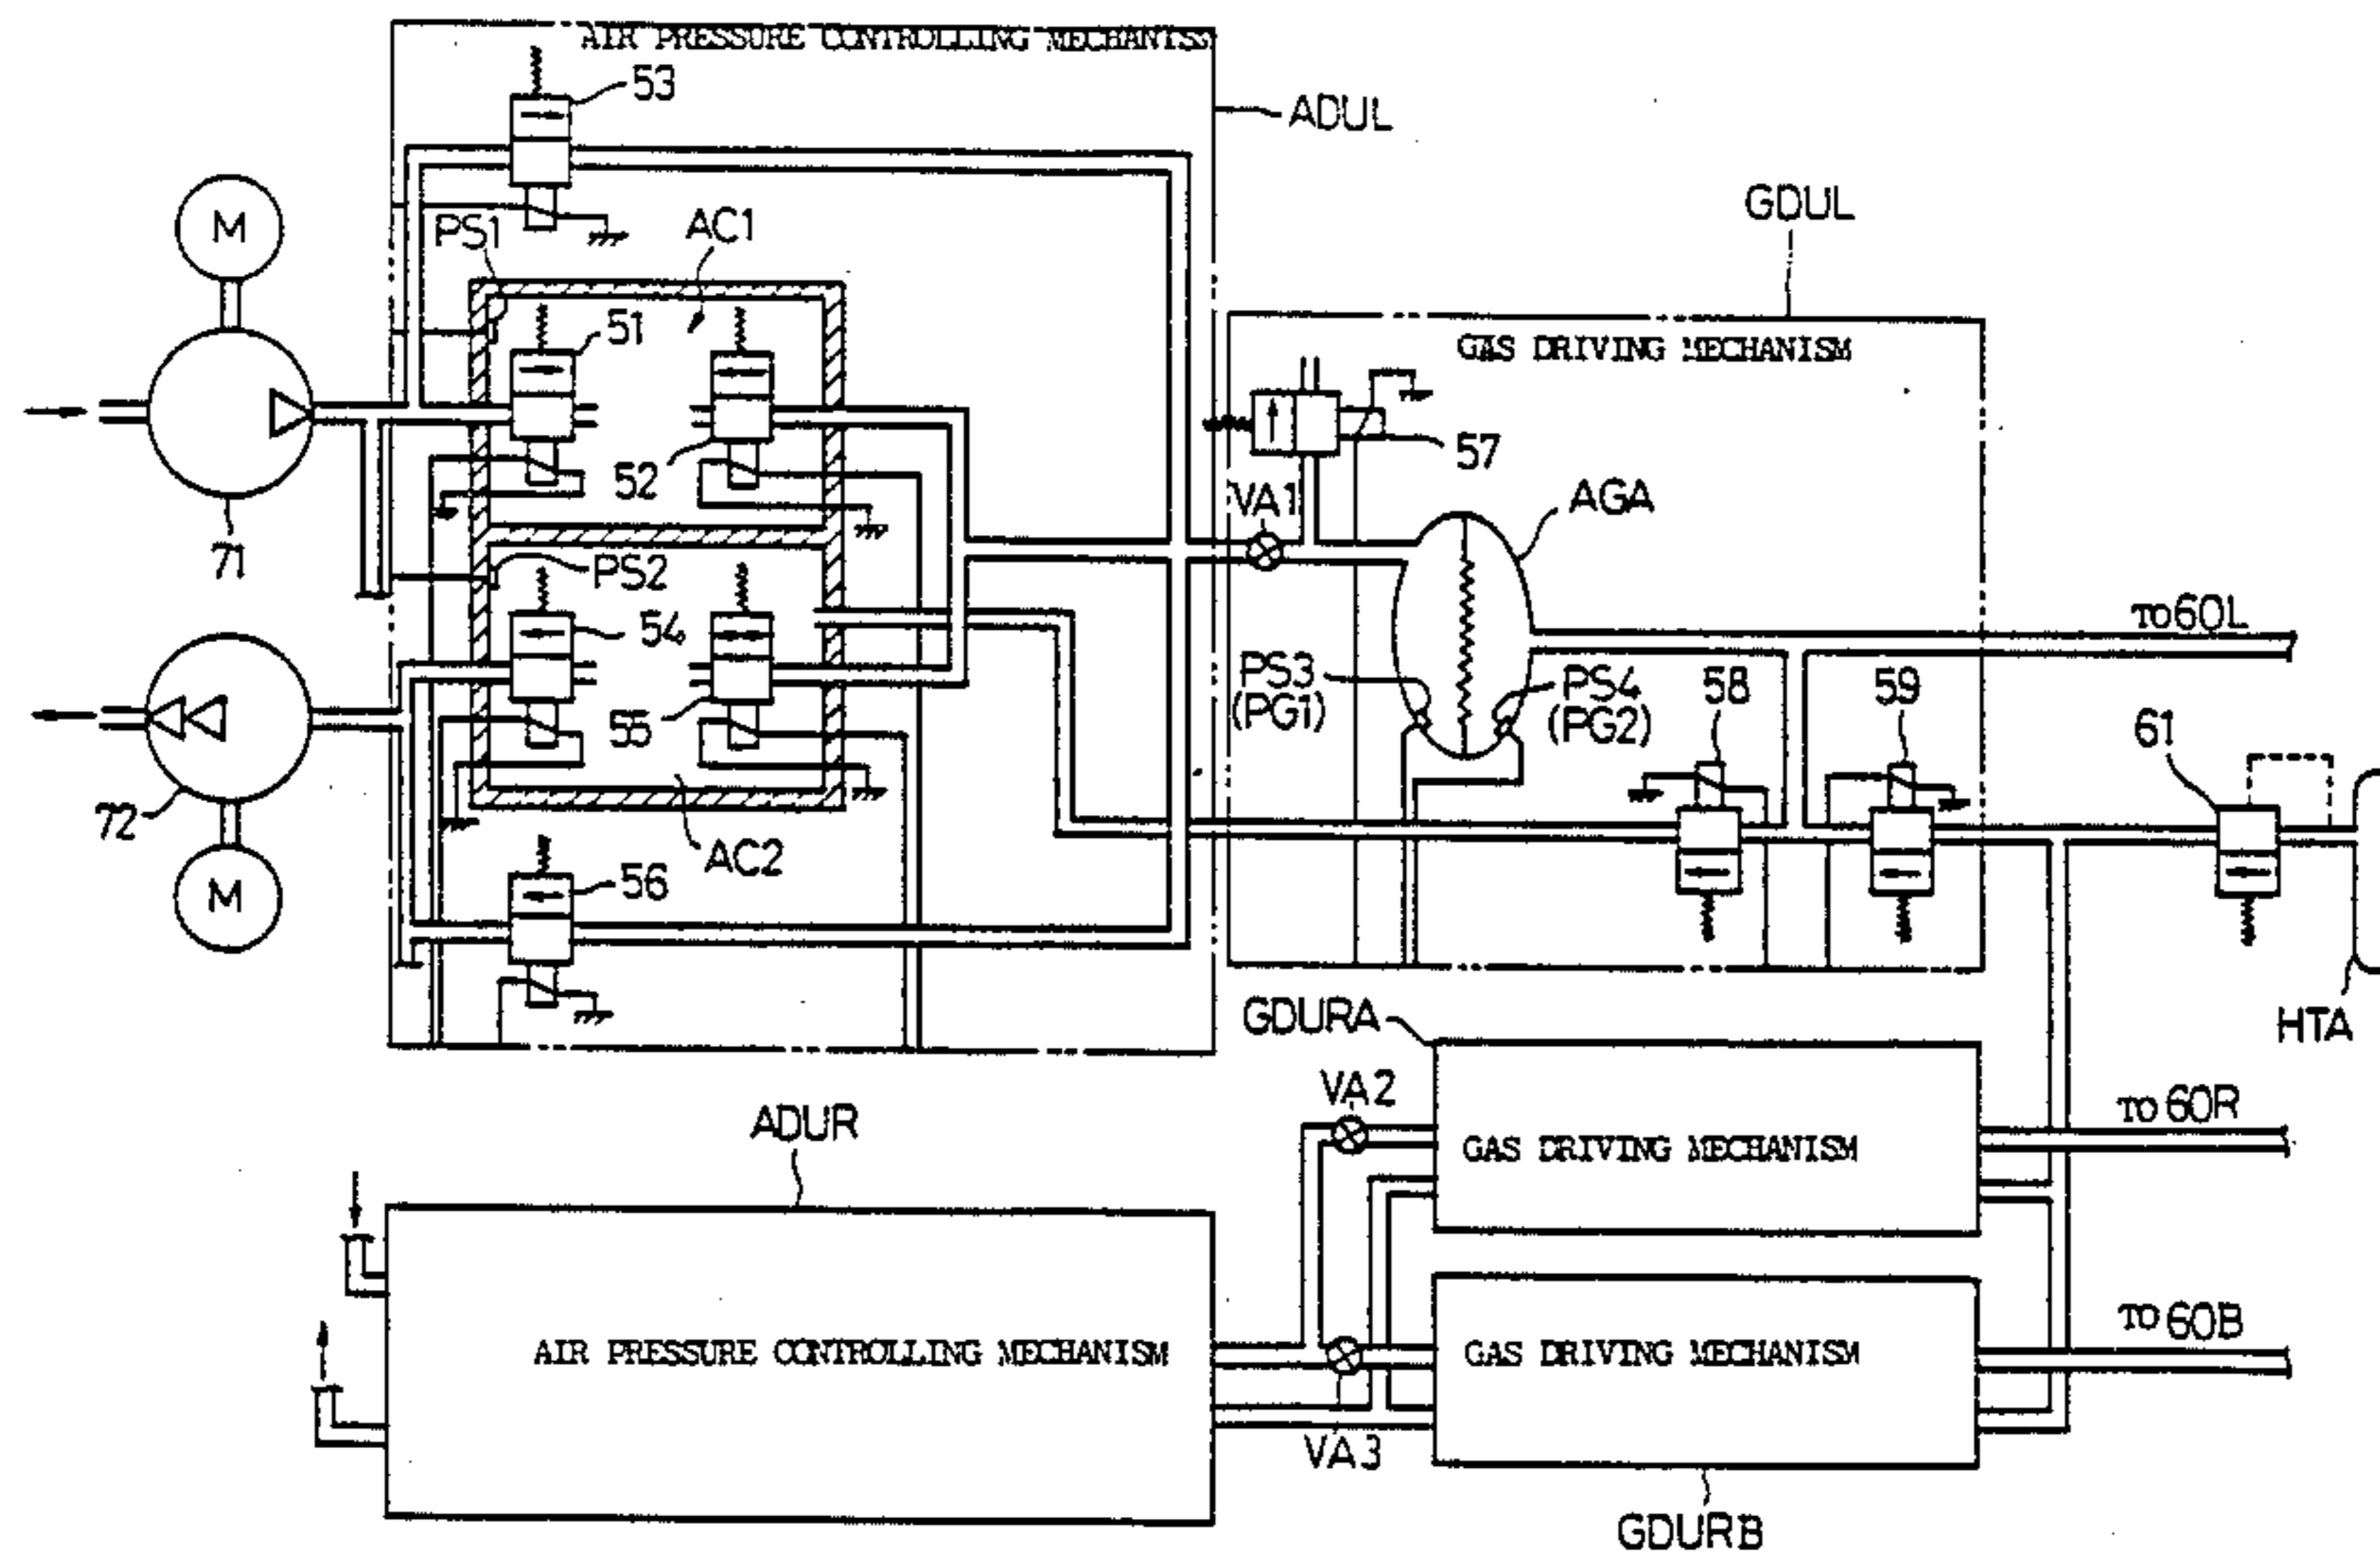 AIR PRESSURE CONTROLLING MECHANISS
53
ADUL
M
PS1
AC1
GDUL
51
GAS DRIVING MECHANISM
52
57
VA1
AGA
71
PS2
54
TO 60L
PS3
(PG1)
PS4
(PG2)
58
59
55
61
72
AC2
M
56
GDURA
HTA
VA2
ADUR
TO 60R
GAS DRIVING MECHANISM
TO 60B
AIR PRESSURE CONTROLLING MECHANISM
GAS DRIVING MECHANISM
VA3
GDURB